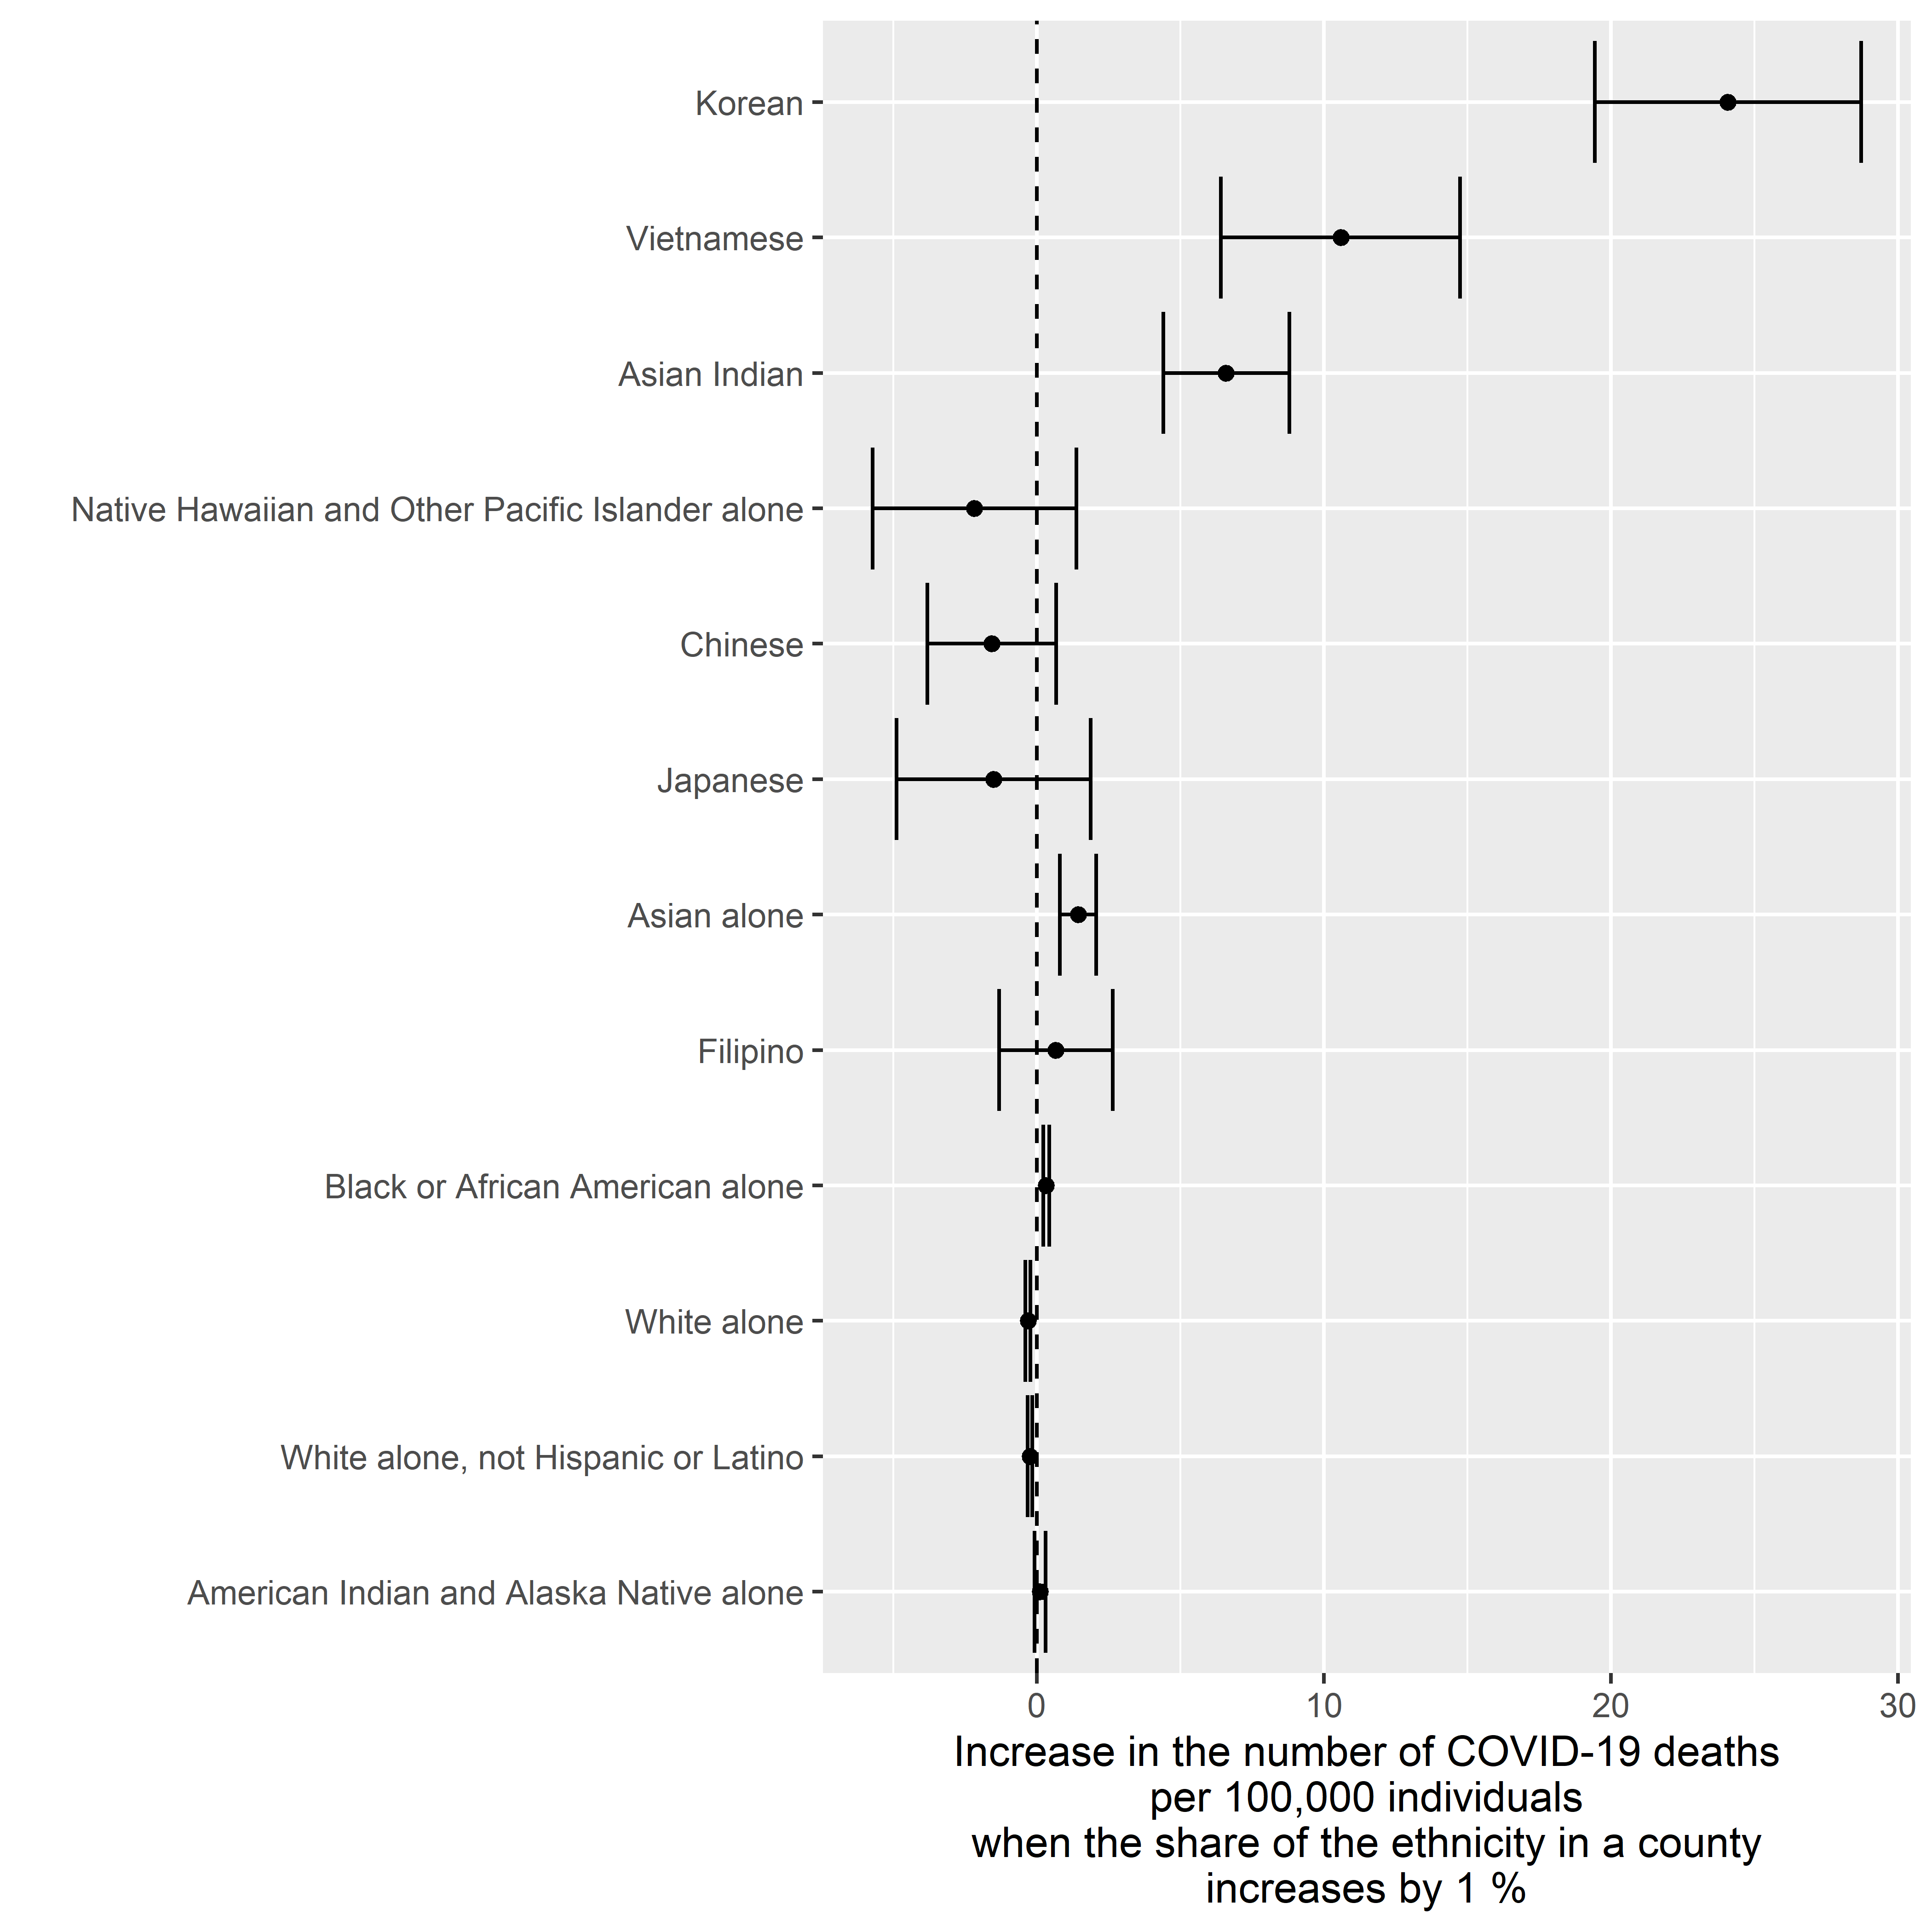 Korean
Vietnamese
Asian Indian
Native Hawaiian and Other Pacific Islander alone
Chinese
Japanese
Asian alone
Filipino
Black or African American alone
White alone
White alone, not Hispanic or Latino
American Indian and Alaska Native alone
0 10 20 30
Increase in the number of COVID-19 deaths
per 100,000 individuals
when the share of the ethnicity in a county
increases by 1 %